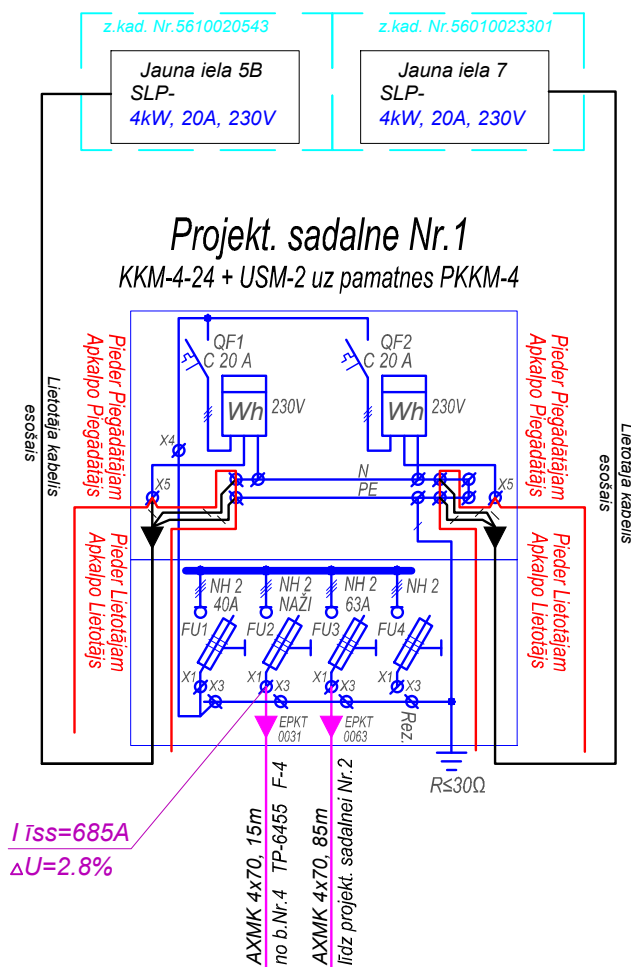 z.kad. Nr.5610020543
z.kad. Nr.56010023301
Jauna iela 5B
SLP-
4kW, 20A, 230V
Jauna iela 7
SLP-
4kW, 20A, 230V
Projekt. sadalne Nr.1
KKM-4-24 + USM-2 uz pamatnes PKKM-4
QF1
C 20 A
QF2
C 20 A
Wh
230V
Wh
230V
Pieder Piegādātājam
Apkalpo Piegādātājs
Pieder Piegādātājam
Apkalpo Piegādātājs
Lietotāja kabelis
esošais
Lietotāja kabelis
esošais
X4
X5
X5
N
PE
Pieder Lietotājam
Apkalpo Lietotājs
Pieder Lietotājam
Apkalpo Lietotājs
NH 2
40A
NH 2
NAŽI
NH 2
63A
NH 2
FU1
FU2
FU3
FU4
X1
X3
X1
X3
X1
X3
X1
X3
EPKT
0031
EPKT
0063
Rez.
R≤30Ω
I īss=685A
△U=2.8%
AXMK 4x70, 15m
no b.Nr.4 TP-6455 F-4
AXMK 4x70, 85m
līdz projekt. sadalnei Nr.2